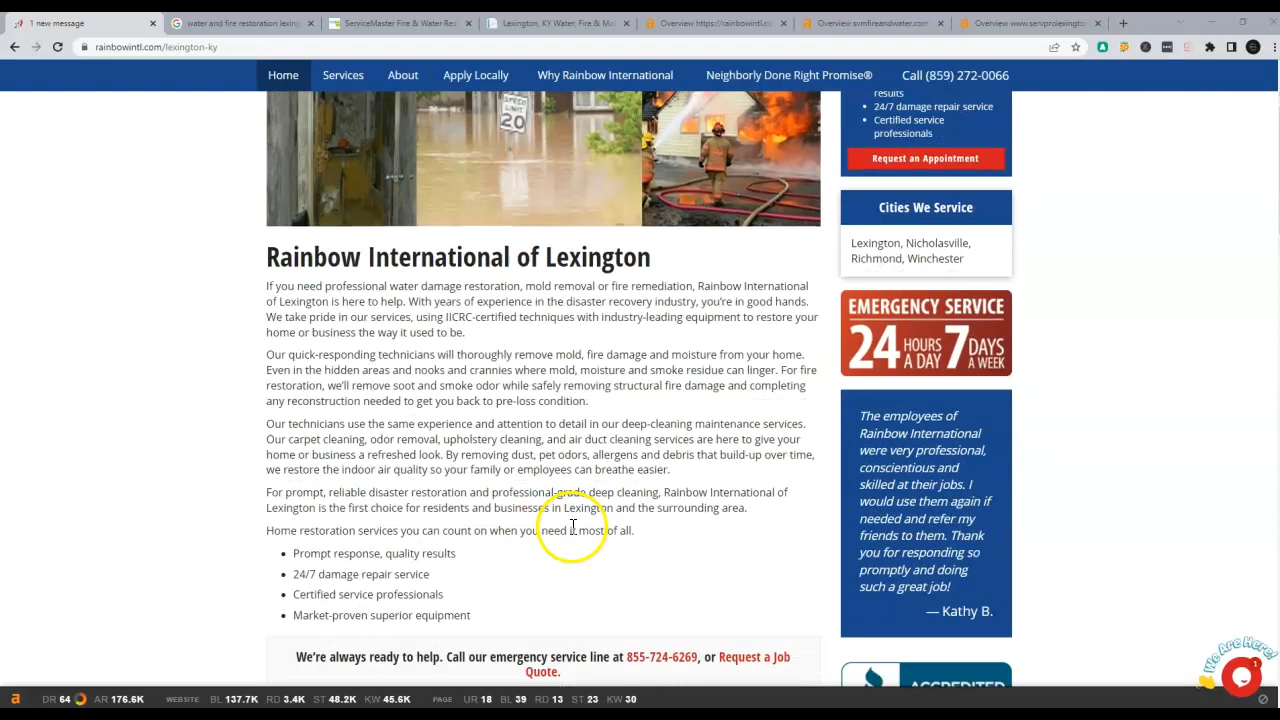 1 new message
water and fire restoration lexing
ServiceMaster Fire & Water Res
Lexington, KY Water, Fire & Mo
Overview https://rainbowintl.co
Overview svmfireandwater.com
Overview www.servprolexingto
rainbowintl.com/lexington-ky
Home
Services
About
Apply Locally
Why Rainbow International
Neighborly Done Right Promise®
Call (859) 272-0066
SPEED
LIMIT
20
results
24/7 damage repair service
Certified service
professionals
Request an Appointment
Cities We Service
Lexington, Nicholasville,
Richmond, Winchester
EMERGENCY SERVICE
24 HOURS A DAY 7 DAYS A WEEK
The employees of
Rainbow International
were very professional,
conscientious and
skilled at their jobs. I
would use them again if
needed and refer my
friends to them. Thank
you for responding so
promptly and doing
such a great job!
— Kathy B.
ACCREDITED
Rainbow International of Lexington
If you need professional water damage restoration, mold removal or fire remediation, Rainbow International
of Lexington is here to help. With years of experience in the disaster recovery industry, you're in good hands.
We take pride in our services, using IICRC-certified techniques with industry-leading equipment to restore your
home or business the way it used to be.
Our quick-responding technicians will thoroughly remove mold, fire damage and moisture from your home.
Even in the hidden areas and nooks and crannies where mold, moisture and smoke residue can linger. For fire
restoration, we'll remove soot and smoke odor while safely removing structural fire damage and completing
any reconstruction needed to get you back to pre-loss condition.
Our technicians use the same experience and attention to detail in our deep-cleaning maintenance services.
Our carpet cleaning, odor removal, upholstery cleaning, and air duct cleaning services are here to give your
home or business a refreshed look. By removing dust, pet odors, allergens and debris that build-up over time,
we restore the indoor air quality so your family or employees can breathe easier.
For prompt, reliable disaster restoration and professional-grade deep cleaning, Rainbow International of
Lexington is the first choice for residents and businesses in Lexington and the surrounding area.
Home restoration services you can count on when you need it most of all.
Prompt response, quality results
24/7 damage repair service
Certified service professionals
Market-proven superior equipment
We're always ready to help. Call our emergency service line at 855-724-6269, or Request a Job
Quote.
We Are Here!
1
DR 64 AR 176.6K WEBSITE BL 137.7K RD 3.4K ST 48.2K KW 45.6K PAGE UR 18 BL 39 RD 13 ST 23 KW 30